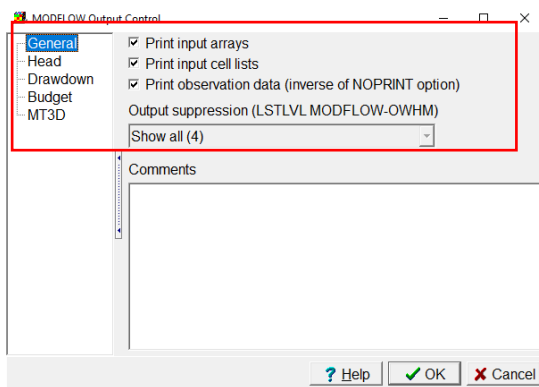 MODFLOW Output Control
General
Head
Drawdown
Budget
MT3D
Print input arrays
Print input cell lists
Print observation data (inverse of NOPRINT option)
Output suppression (LSTLVL MODFLOW-OWHM)
Show all (4)
Comments
? Help
OK
Cancel